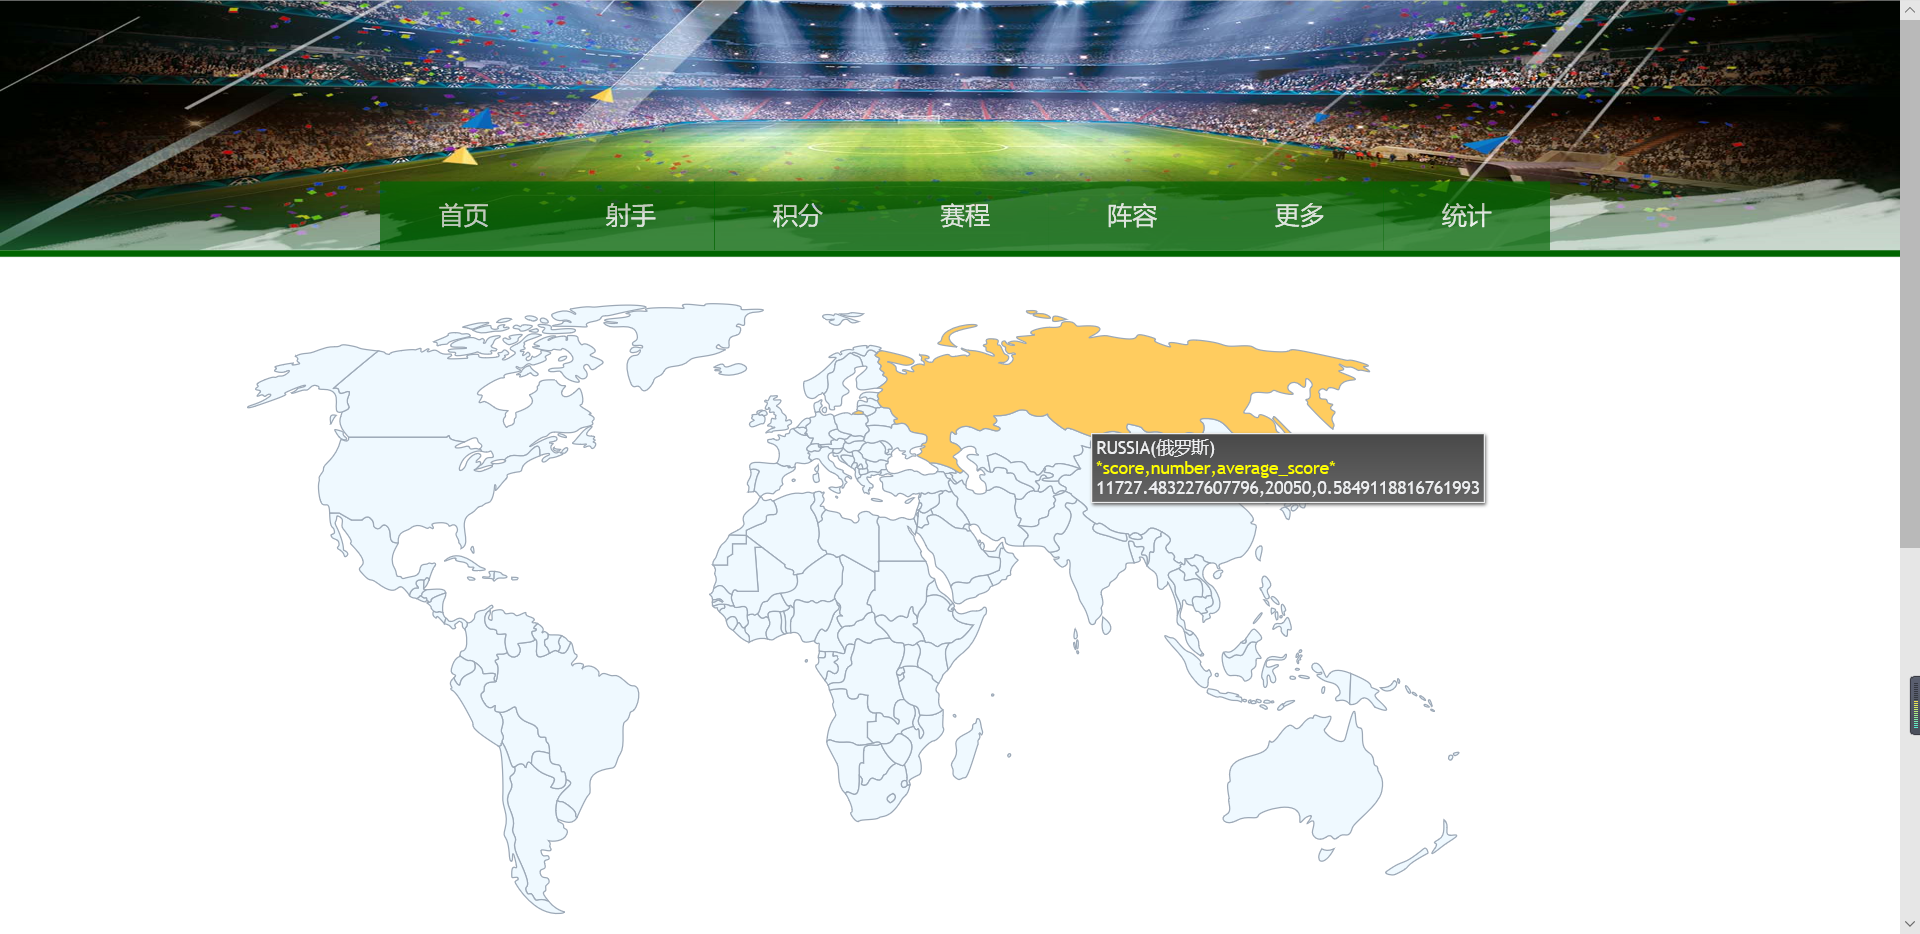 首页 射手 积分 赛程 阵容 更多 统计
RUSSIA(俄罗斯)
*score,number,average_score*
11727.483227607796,20050,0.5849118816761993